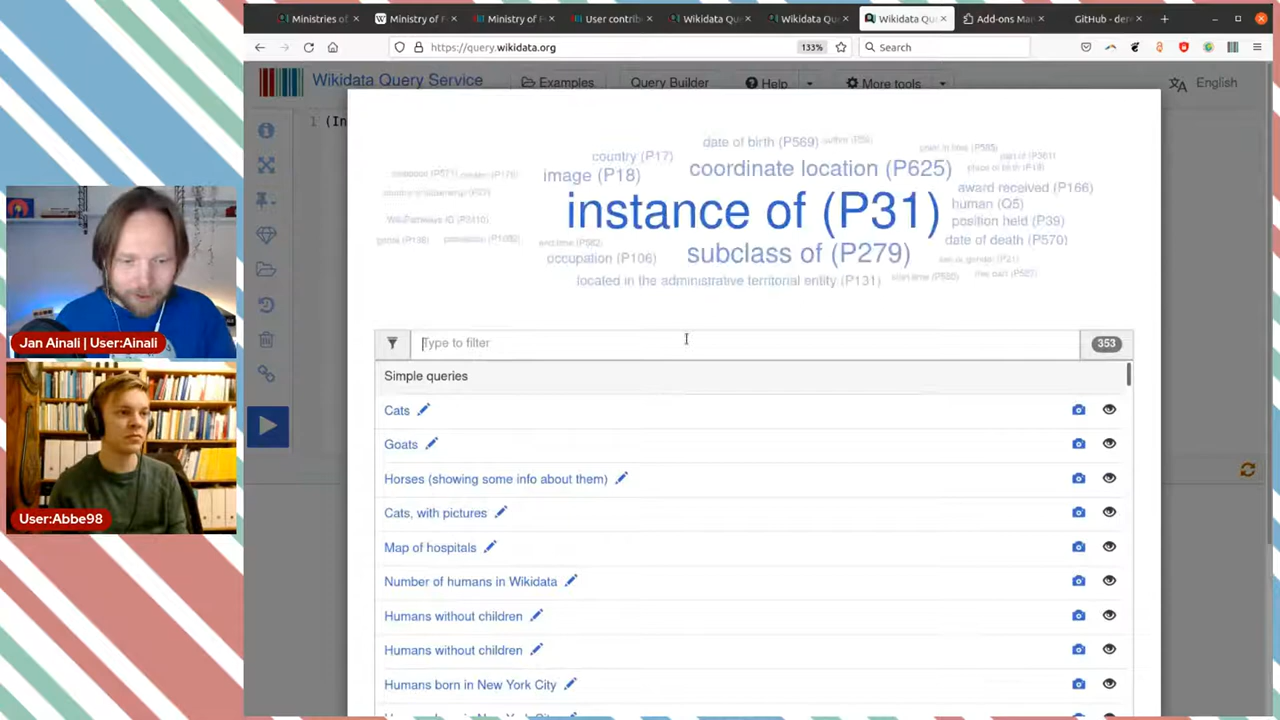 Ministries of
Ministry of F
Ministry of F
User contrib
Wikidata Qu
Wikidata Qu
Wikidata Qu
Add-ons Ma
GitHub - de
https://query.wikidata.org
133%
Search
Wikidata Query Service
Examples
Query Builder
Help
More tools
English
1 (In
date of birth (P569)
country (P17)
coordinate location (P625)
image (P18)
award received (P166)
human (Q5)
instance of (P31)
position held (P39)
date of death (P570)
subclass of (P279)
occupation (P106)
located in the administrative territorial entity (P131)
Type to filter
353
Simple queries
Cats
Goats
Horses (showing some info about them)
Cats, with pictures
Map of hospitals
Number of humans in Wikidata
Humans without children
Humans without children
Humans born in New York City
Jan Ainali | User:Ainali
User:Abbe98